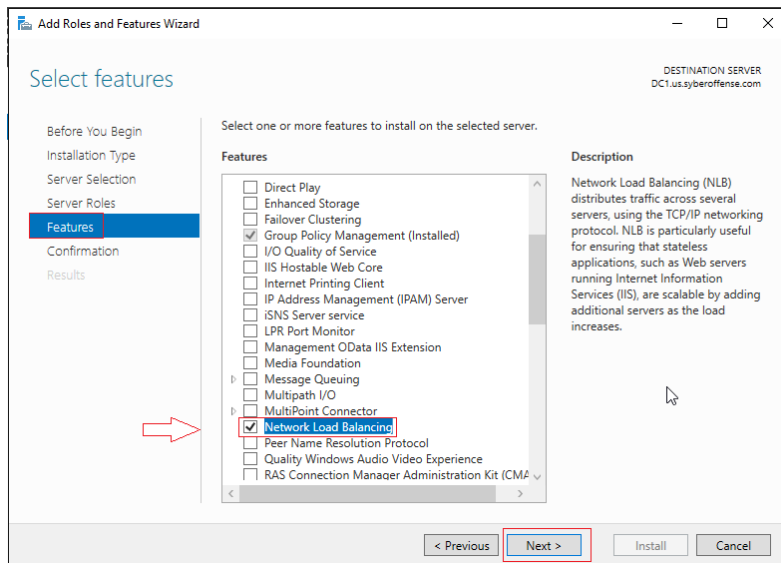 Add Roles and Features Wizard
Select features
DESTINATION SERVER
DC1.us.syberoffense.com
Before You Begin
Installation Type
Server Selection
Server Roles
Features
Confirmation
Results
Select one or more features to install on the selected server.
Features
Direct Play
Enhanced Storage
Failover Clustering
Group Policy Management (Installed)
I/O Quality of Service
IIS Hostable Web Core
Internet Printing Client
IP Address Management (IPAM) Server
iSNS Server service
LPR Port Monitor
Management OData IIS Extension
Media Foundation
Message Queuing
Multipath I/O
MultiPoint Connector
Network Load Balancing
Peer Name Resolution Protocol
Quality Windows Audio Video Experience
RAS Connection Manager Administration Kit (CMA
Description
Network Load Balancing (NLB)
distributes traffic across several
servers, using the TCP/IP networking
protocol. NLB is particularly useful
for ensuring that stateless
applications, such as Web servers
running Internet Information
Services (IIS), are scalable by adding
additional servers as the load
increases.
< Previous
Next >
Install
Cancel